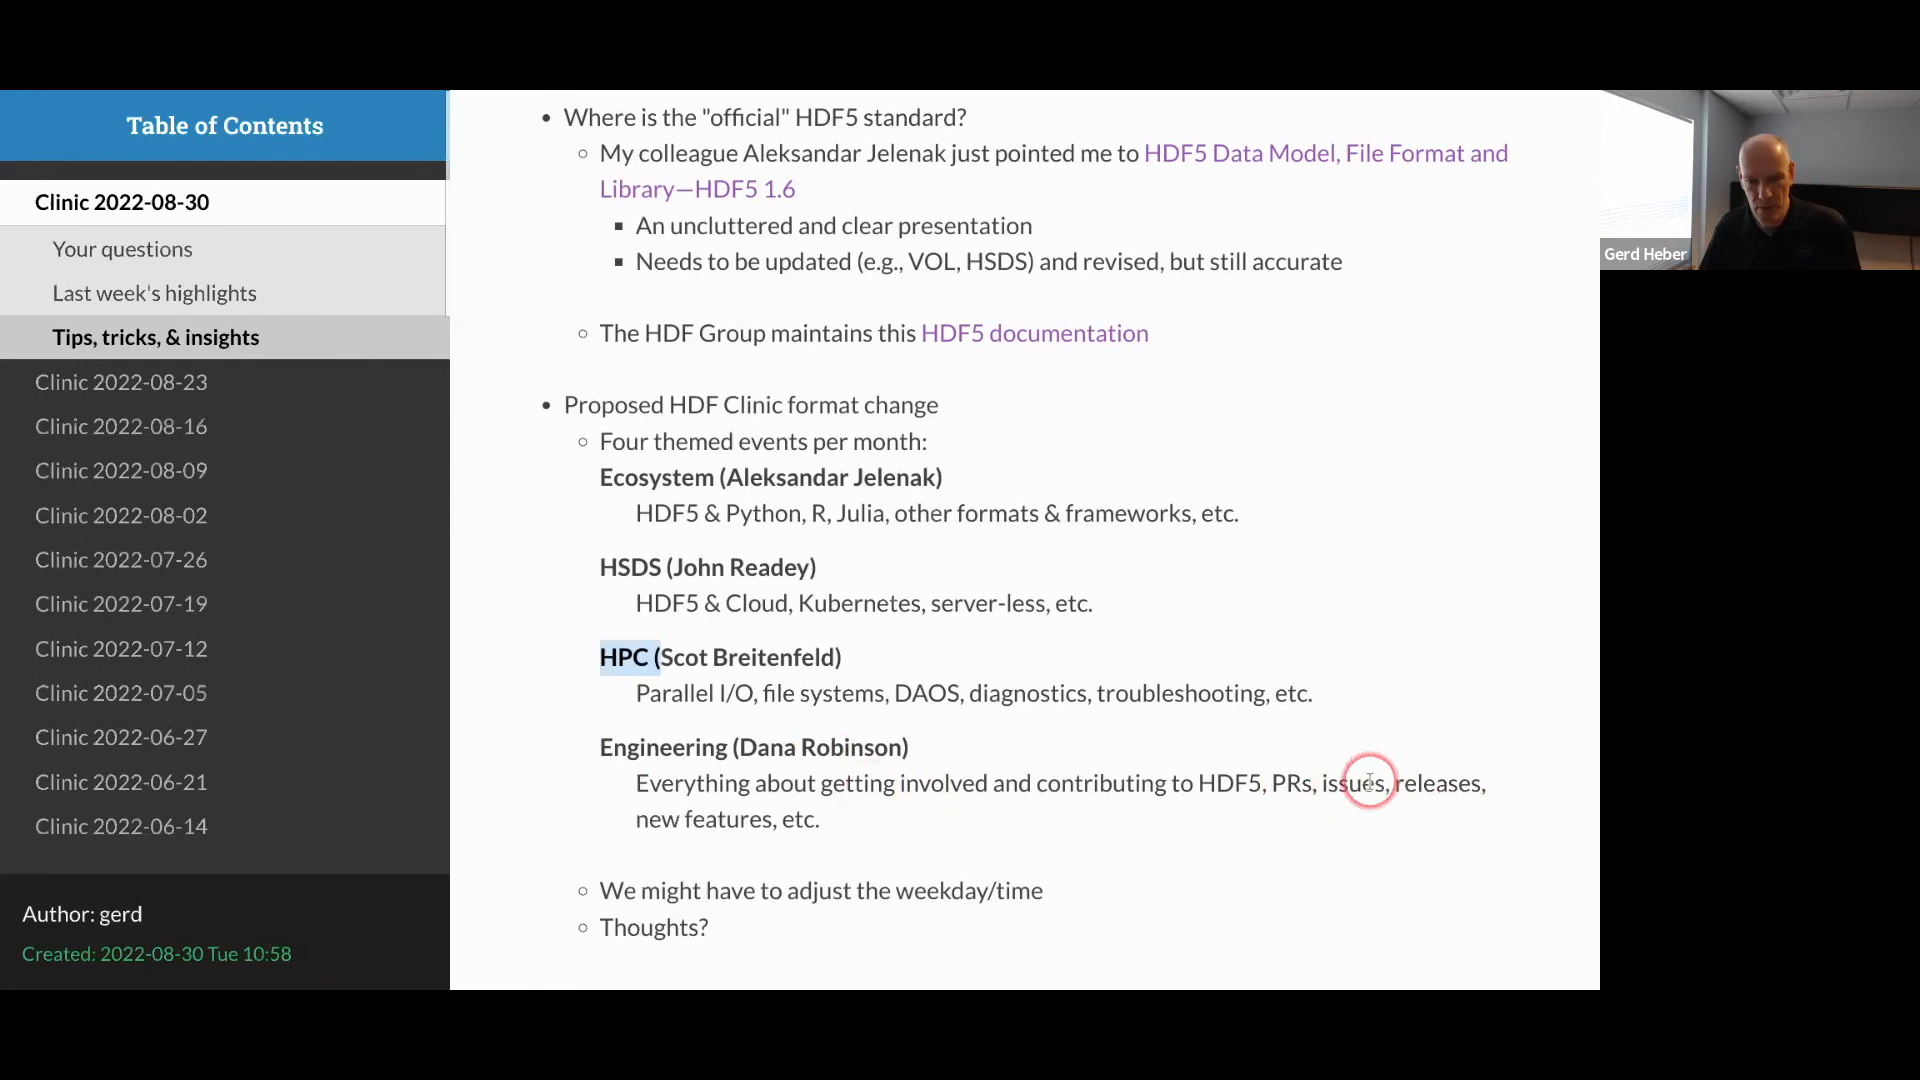 Table of Contents
Clinic 2022-08-30
Your questions
Last week's highlights
Tips, tricks, & insights
Clinic 2022-08-23
Clinic 2022-08-16
Clinic 2022-08-09
Clinic 2022-08-02
Clinic 2022-07-26
Clinic 2022-07-19
Clinic 2022-07-12
Clinic 2022-07-05
Clinic 2022-06-27
Clinic 2022-06-21
Clinic 2022-06-14
Author: gerd
Created: 2022-08-30 Tue 10:58
Where is the "official" HDF5 standard?
My colleague Aleksandar Jelenak just pointed me to HDF5 Data Model, File Format and
Library—HDF5 1.6
An uncluttered and clear presentation
Needs to be updated (e.g., VOL, HSDS) and revised, but still accurate
The HDF Group maintains this HDF5 documentation
Proposed HDF Clinic format change
Four themed events per month:
Ecosystem (Aleksandar Jelenak)
HDF5 & Python, R, Julia, other formats & frameworks, etc.
HSDS (John Readey)
HDF5 & Cloud, Kubernetes, server-less, etc.
HPC (Scot Breitenfeld)
Parallel I/O, file systems, DAOS, diagnostics, troubleshooting, etc.
Engineering (Dana Robinson)
Everything about getting involved and contributing to HDF5, PRs, issues, releases,
new features, etc.
We might have to adjust the weekday/time
Thoughts?
Gerd Heber